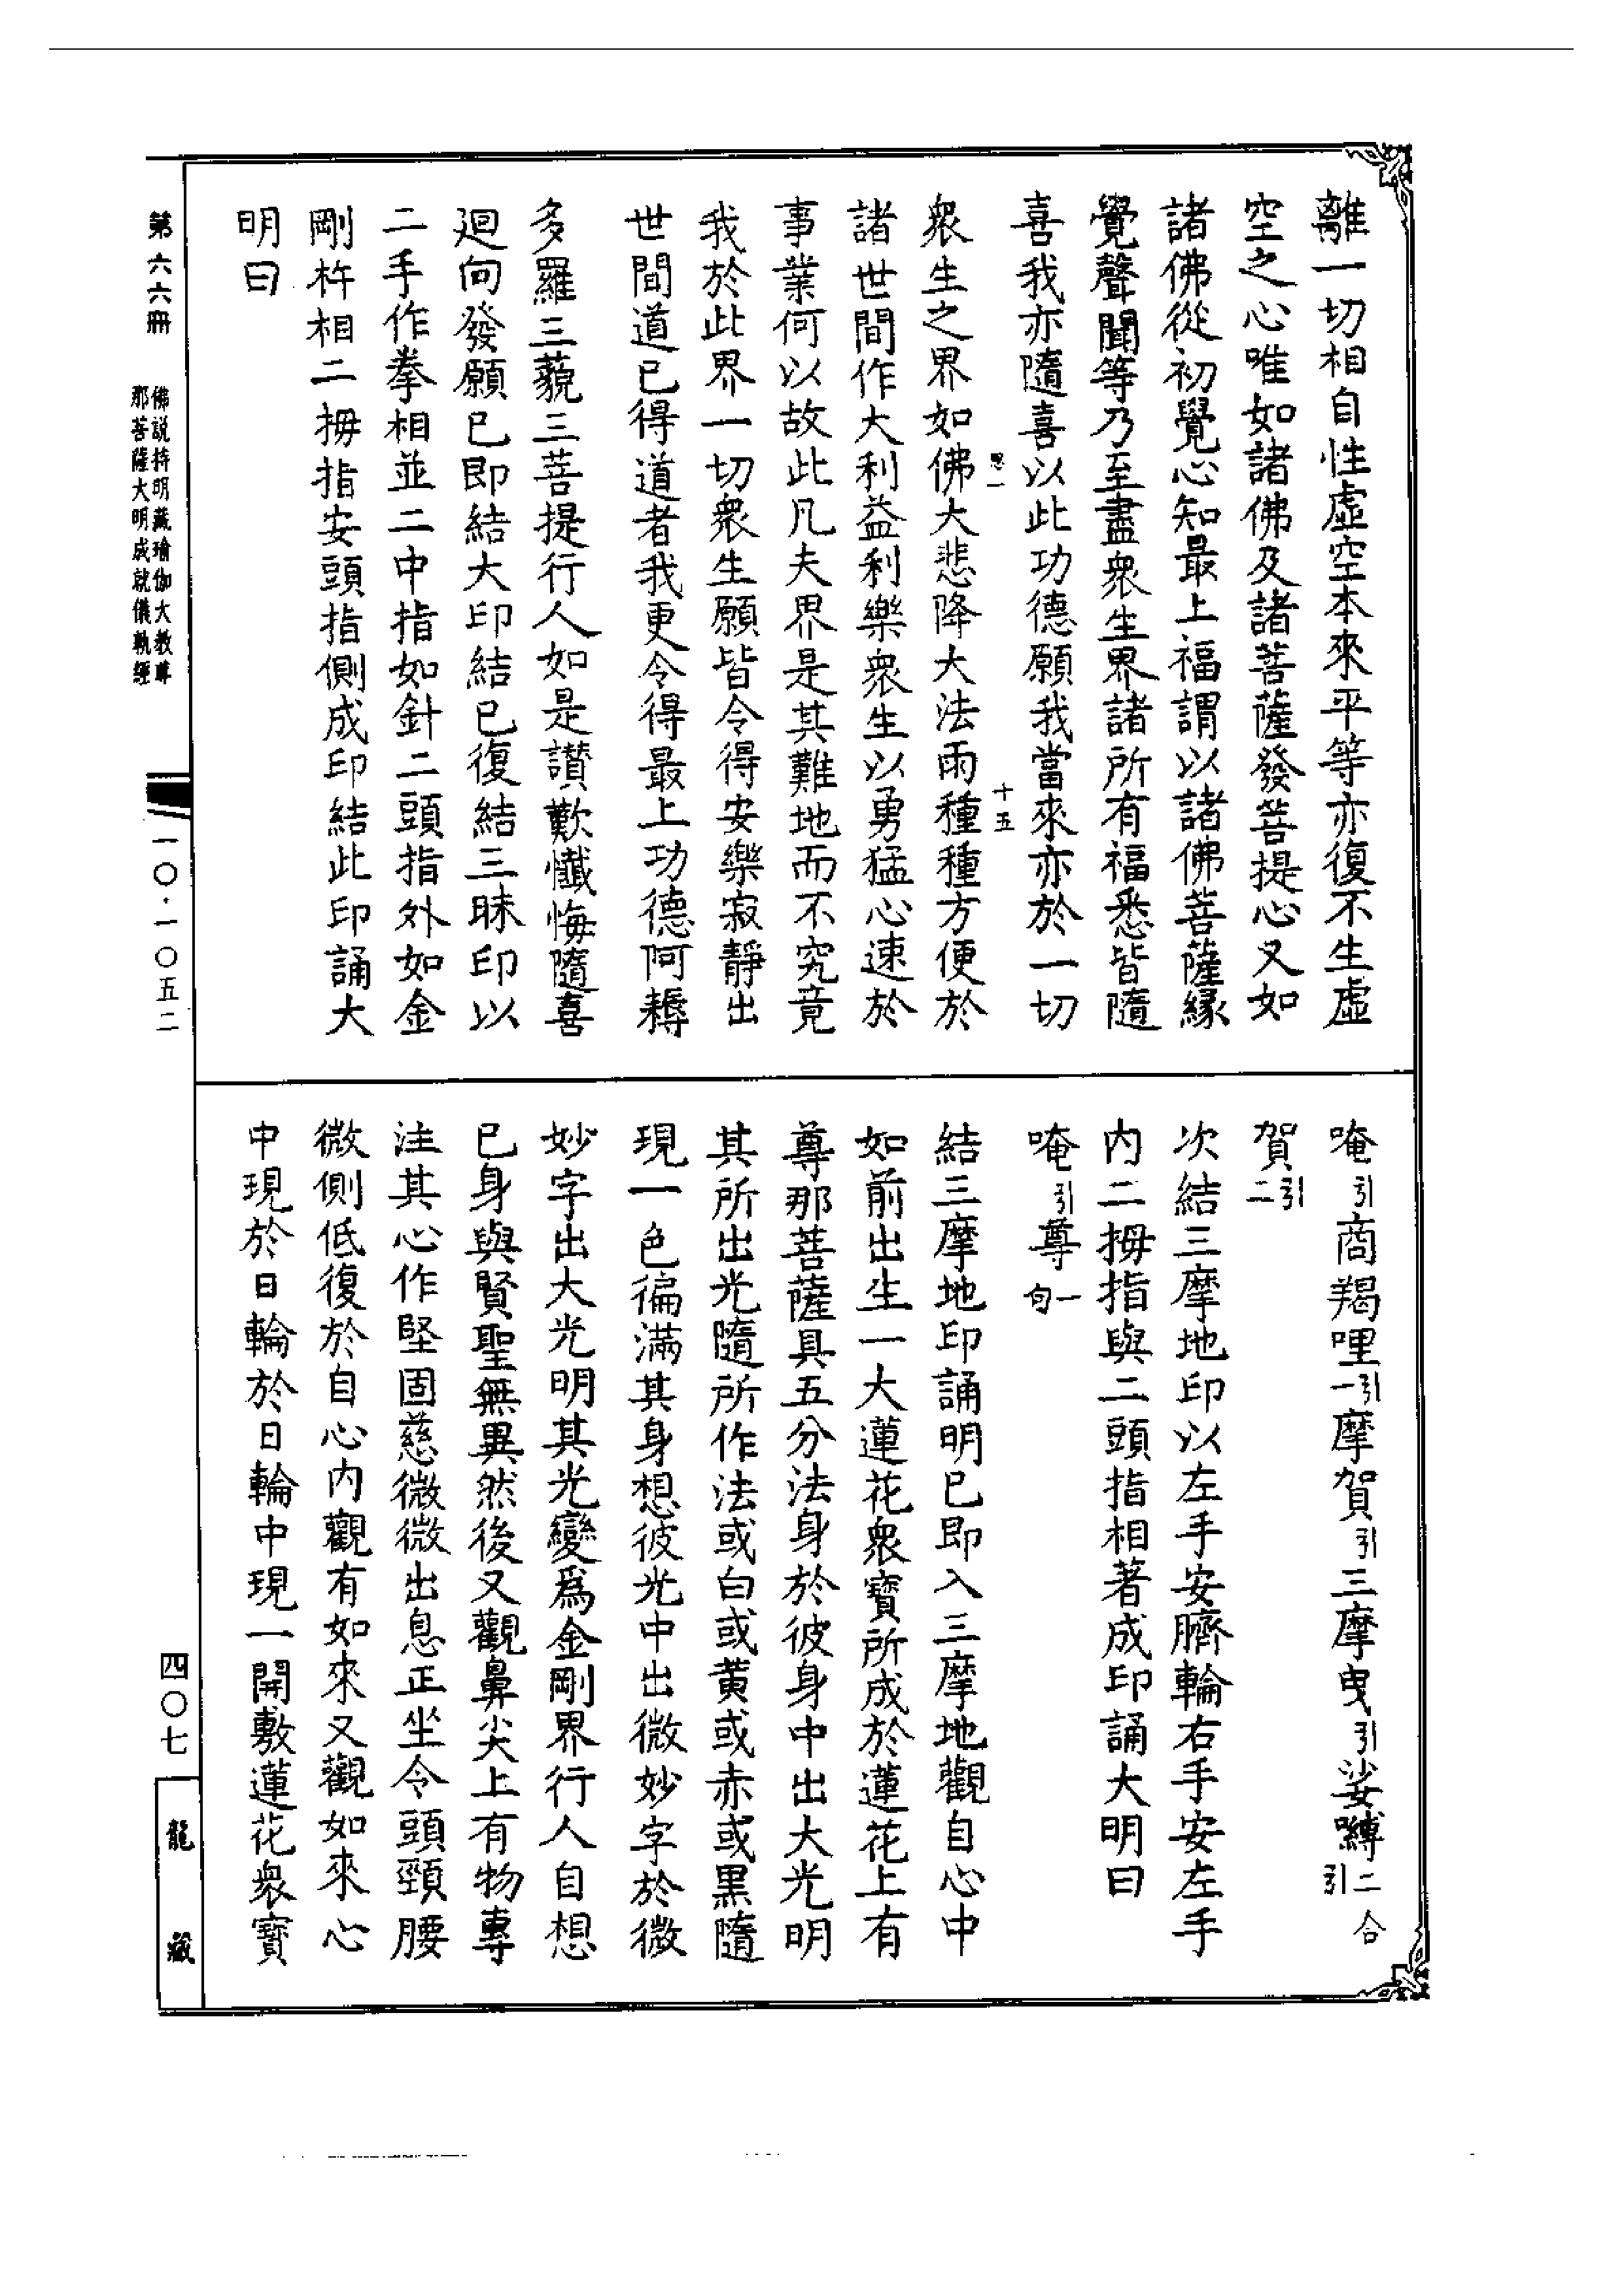 離一切相自性虛空本來平等亦復不生虛
空之心唯如諸佛及諸菩薩發菩提心又如
諸佛從初覺心知最上福謂以諸佛菩薩緣
覺聲聞等乃至盡衆生界諸所有福悉皆隨
喜我亦隨喜以此功德願我當來亦於一切
十五
衆生之界如佛大悲降大法雨種種方便於
諸世間作大利益利樂衆生以勇猛心速於
事業何以故此凡夫界是其難地而不究竟
我於此界一切衆生願皆令得安樂寂靜出
世間道已得道者我更令得最上功德阿耨
多羅三藐三菩提行人如是讃歎懺悔隨喜
廻向發願已即結大印結已復結三昧印以
二手作拳相並二中指如針二頭指外如金
剛杵相二拇指安頭指側成印結此印誦大
明曰
唵引商羯哩引一摩賀引三摩曳引娑嚩二合引
賀引二
次結三摩地印以左手安臍輪右手安左手
内二拇指與二頭指相著成印誦大明曰
唵引尊一句
結三摩地印誦明已即入三摩地觀自心中
如前出生一大蓮花衆寶所成於蓮花上有
尊那菩薩具五分法身於彼身中出大光明
其所出光隨所作法或白或黄或赤或黒隨
現一色徧滿其身想彼光中出微妙字於微
妙字出大光明其光變爲金剛界行人自想
已身與賢聖無異然後又觀鼻尖上有物專
注其心作堅固慈微微出息正坐令頭頸腰
微側低復於自心内觀有如來又觀如來心
中現於日輪於日輪中現一開敷蓮花衆寶
第六六冊
佛説持明藏瑜伽大教尊
那菩薩大明成就儀軌經
一〇·一〇五二
四〇七
龍藏